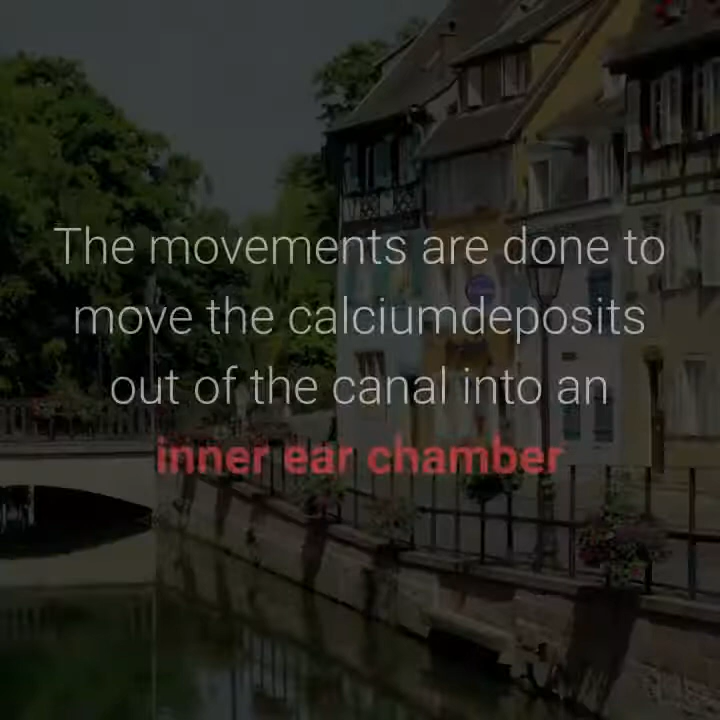 The movements are done to
move the calciumdeposits
out of the canal into an
inner ear chamber